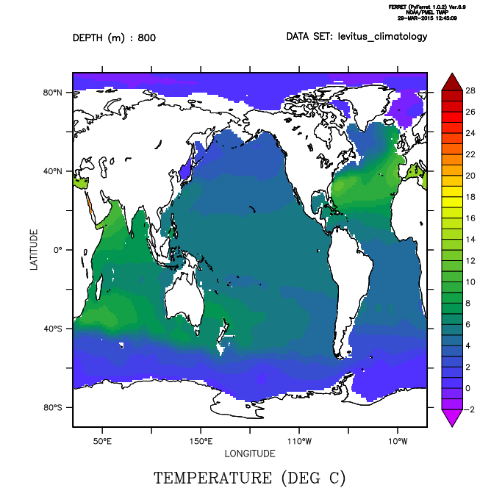 FERRET (PyFerret 1.0.2) Ver.6.9
NOAA/PMEL TMAP
29-MAR-2015 12:45:09
DEPTH (m) : 800
DATA SET: levitus_climatology
80°N
40°N
0°
40°S
80°S
LATITUDE
50°E 150°E 110°W 10°W
LONGITUDE
28
26
24
22
20
18
16
14
12
10
8
6
4
2
0
-2
TEMPERATURE (DEG C)